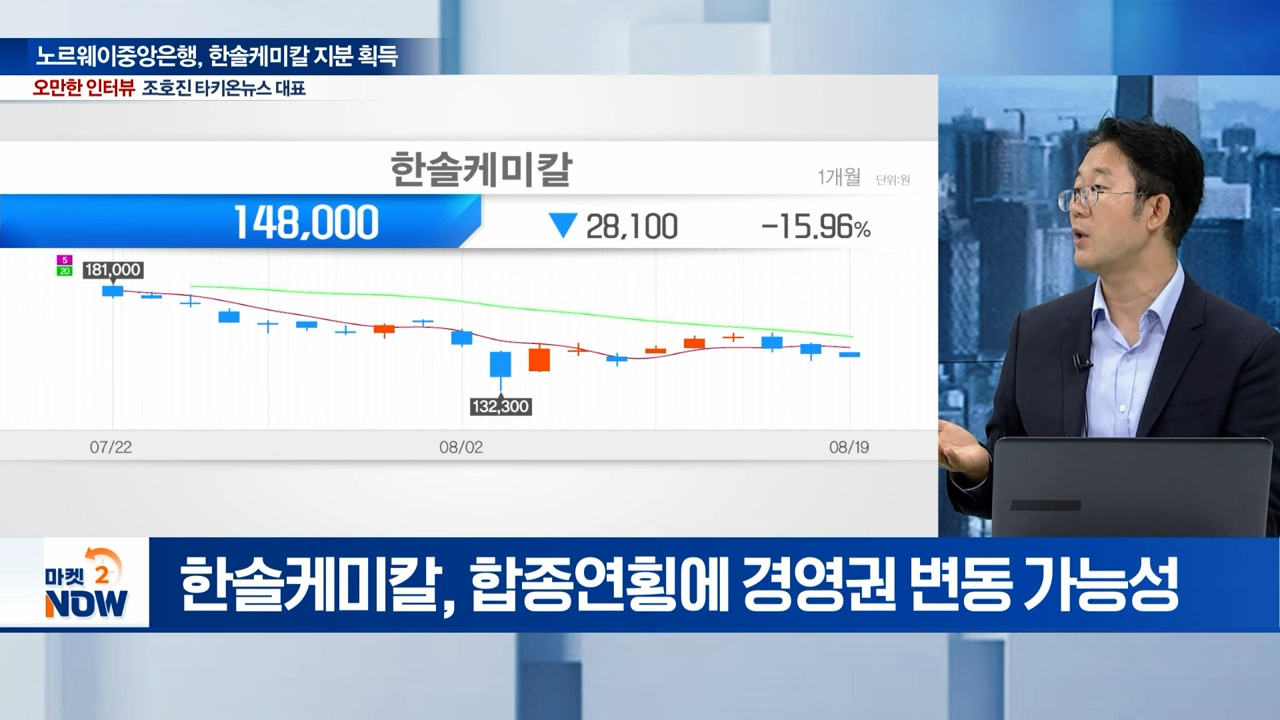 노르웨이중앙은행, 한솔케미칼 지분 획득
오만한 인터뷰 조호진 타키온뉴스 대표
한솔케미칼
1개월 단위:원
148,000 ▼ 28,100 -15.96%
5
20
181,000
132,300
07/22 08/02 08/19
마켓 2
NOW
한솔케미칼, 합종연횡에 경영권 변동 가능성